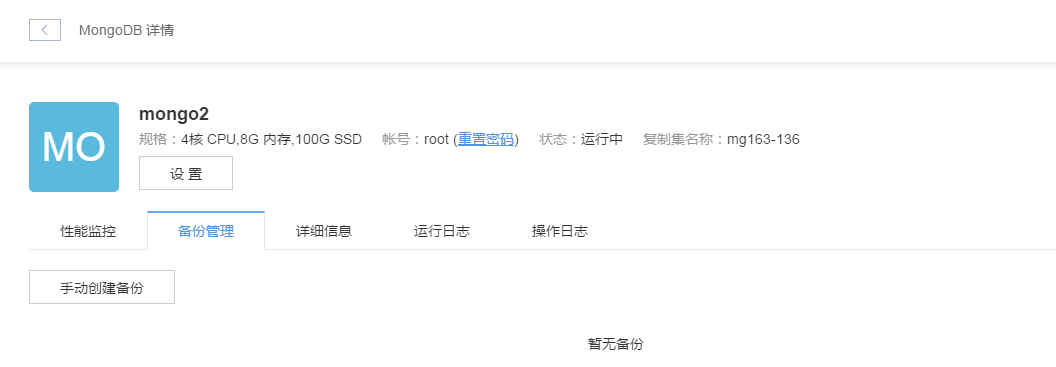 MongoDB 详情
MO
mongo2
规格：4核 CPU,8G 内存,100G SSD 帐号：root (重置密码) 状态：运行中 复制集名称：mg163-136
设 置
性能监控 备份管理 详细信息 运行日志 操作日志
手动创建备份
暂无备份